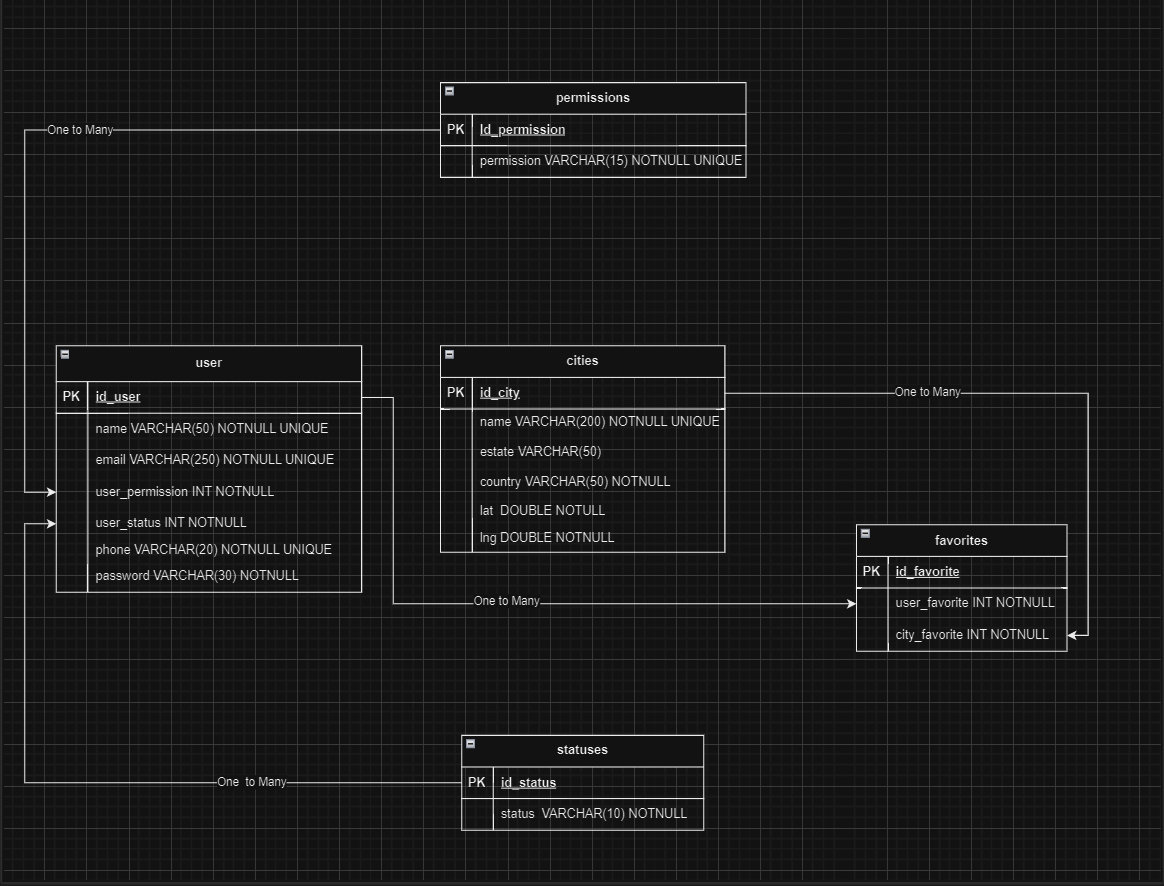 permissions
One to Many
PK Id_permission
permission VARCHAR(15) NOTNULL UNIQUE
user
PK id_user
name VARCHAR(50) NOTNULL UNIQUE
email VARCHAR(250) NOTNULL UNIQUE
user_permission INT NOTNULL
user_status INT NOTNULL
phone VARCHAR(20) NOTNULL UNIQUE
password VARCHAR(30) NOTNULL
cities
PK id_city
name VARCHAR(200) NOTNULL UNIQUE
estate VARCHAR(50)
country VARCHAR(50) NOTNULL
lat  DOUBLE NOTULL
lng DOUBLE NOTNULL
One to Many
favorites
PK id_favorite
user_favorite INT NOTNULL
city_favorite INT NOTNULL
One to Many
statuses
One  to Many
PK id_status
status  VARCHAR(10) NOTNULL